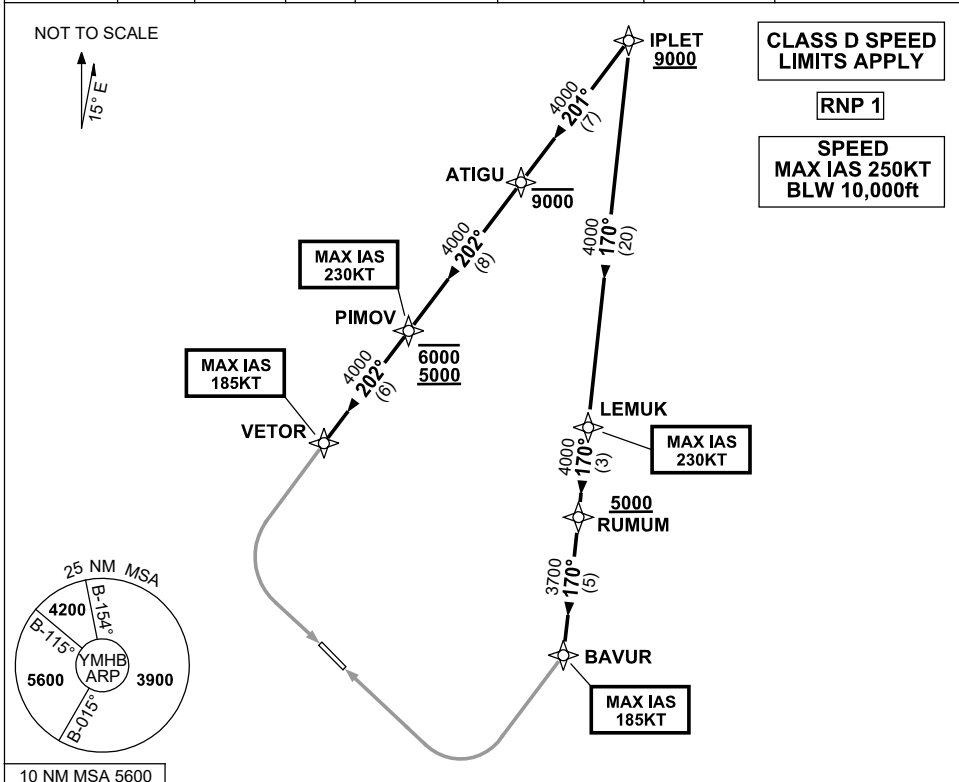 NOT TO SCALE
15° E
IPLET
9000
CLASS D SPEED
LIMITS APPLY
RNP 1
SPEED
MAX IAS 250KT
BLW 10,000ft
4000
201°
(7)
ATIGU
9000
4000
202°
(8)
4000
170°
(20)
MAX IAS
230KT
PIMOV
6000
5000
4000
202°
(6)
MAX IAS
185KT
VETOR
LEMUK
MAX IAS
230KT
4000
170°
(3)
5000
RUMUM
3700
170°
(5)
BAVUR
MAX IAS
185KT
25 NM MSA
4200
B-154°
B-115°
YMHB
ARP
5600
3900
B-015°
10 NM MSA 5600